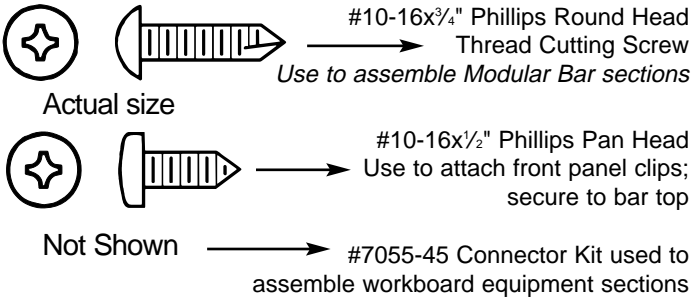 #10-16x¾" Phillips Round Head
Thread Cutting Screw
Use to assemble Modular Bar sections
Actual size
#10-16x½" Phillips Pan Head
Use to attach front panel clips;
secure to bar top
Not Shown
#7055-45 Connector Kit used to
assemble workboard equipment sections